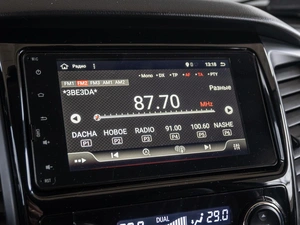 Радио 13:18
FM1 FM2 FM3 AM1 AM2 Mono DX TP AF TA PTY
*ЗВЕЗДА* Разные
87.70 MHz
DACHA НОВОЕ RADIO 91.00 100.60 NASHE
P1 P2 P3 P4 P5 P6
DUAL
29.0